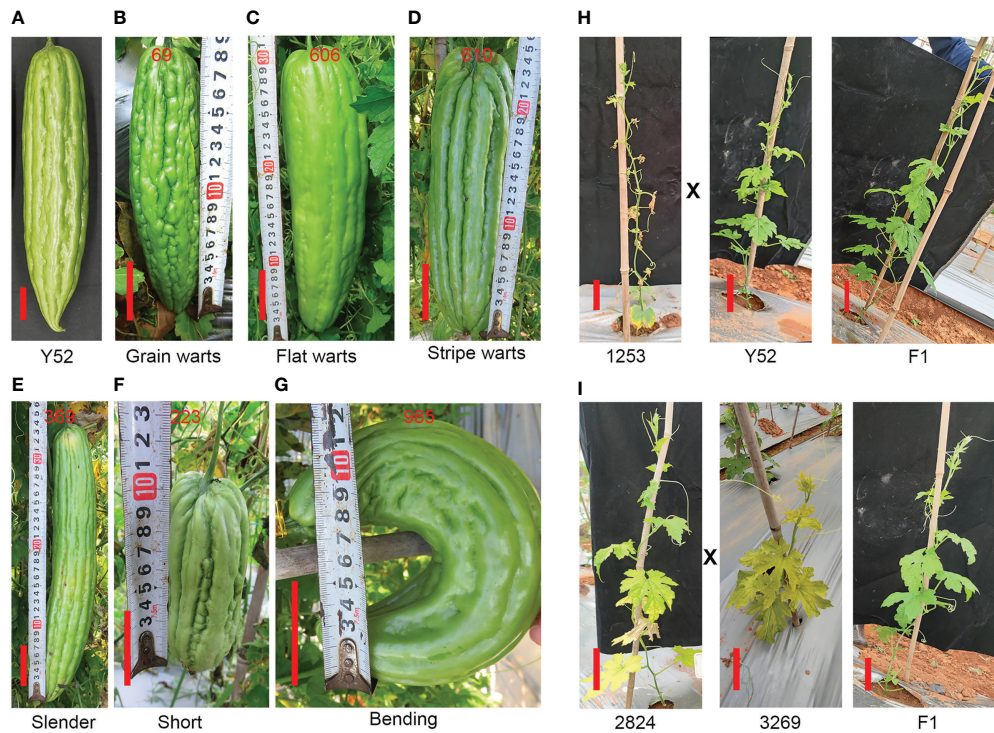 A
B
C
D
H
69
606
610
X
Y52
Grain warts
Flat warts
Stripe warts
1253
Y52
F1
E
F
G
I
369
223
985
X
Slender
Short
Bending
2824
3269
F1